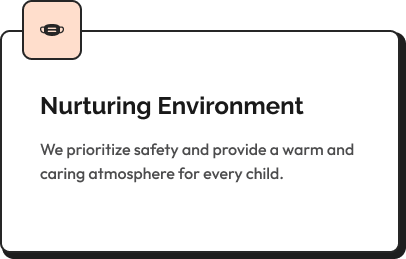 Nurturing Environment
We prioritize safety and provide a warm and
caring atmosphere for every child.